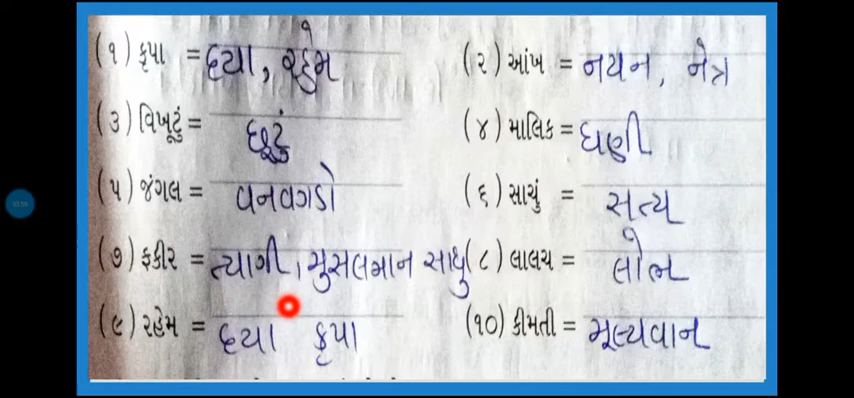 (૧) કૃપા = દયા, રહેમ (૨) આંખ = નયન, નેત્ર
(૩) વિખૂટું = છૂટું (૪) માલિક = ધણી
(૫) જંગલ = વનવગડો (૬) સાચું = સત્ય
(૭) ફકીર = ત્યાગી, મુસલમાન સાધુ (૮) લાલચ = લોભ
(૯) રહેમ = દયા કૃપા (૧૦) કીમતી = મૂલ્યવાન